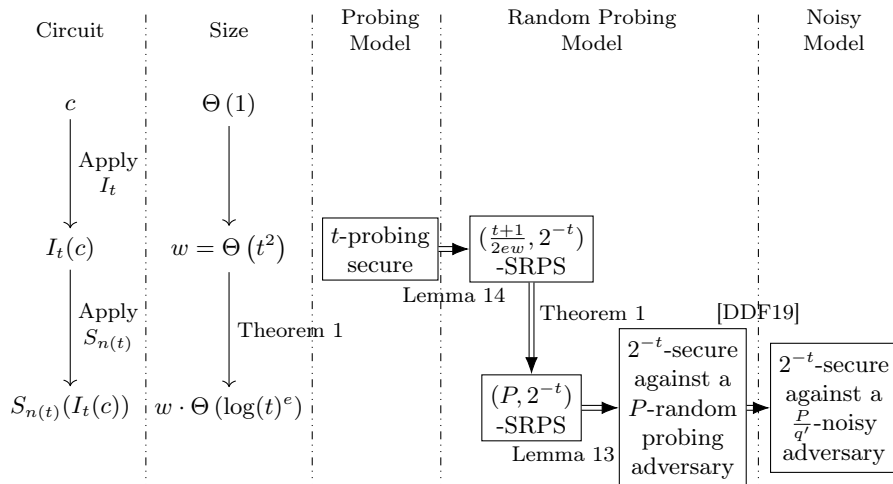 Circuit
Size
Probing
Model
Random Probing
Model
Noisy
Model
c
Θ (1)
Apply
I_t
I_t(c)
w = Θ (t^2)
t-probing
secure
(\frac{t+1}{2ew}, 2^{-t})
-SRPS
Lemma 14
Apply
S_{n(t)}
Theorem 1
Theorem 1
[DDF19]
S_{n(t)}(I_t(c))
w · Θ (log(t)^e)
(P, 2^{-t})
-SRPS
Lemma 13
2^{-t}-secure
against a
P-random
probing
adversary
2^{-t}-secure
against a
\frac{P}{q'}-noisy
adversary